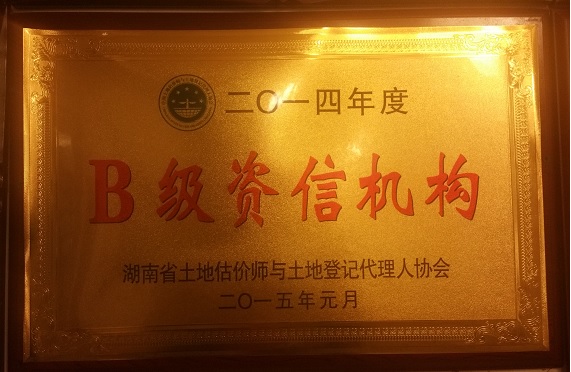 二〇一四年度
B级资信机构
湖南省土地估价师与土地登记代理人协会
二〇一五年元月